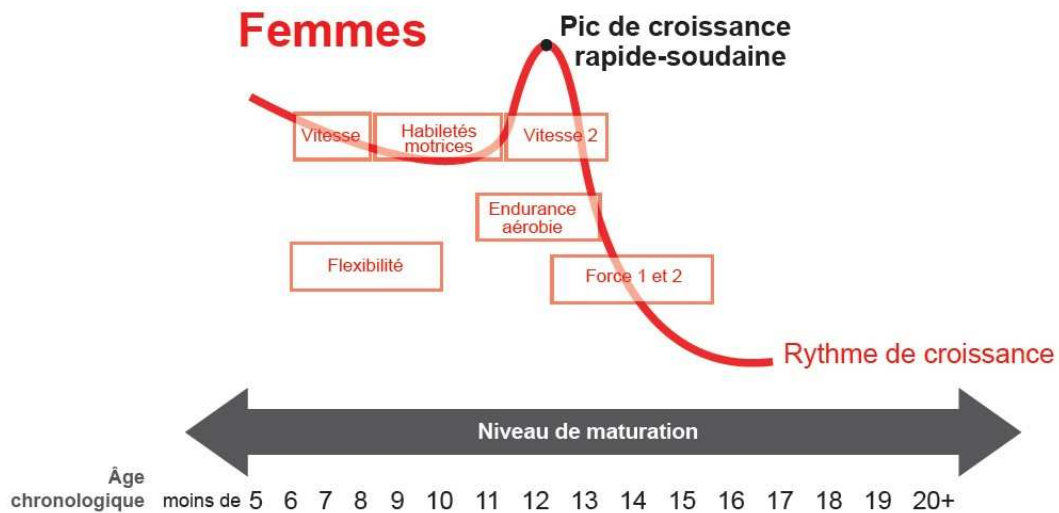 Femmes
Pic de croissance
rapide-soudaine
Vitesse
Habiletés
motrices
Vitesse 2
Endurance
aérobie
Flexibilité
Force 1 et 2
Rythme de croissance
Niveau de maturation
Âge
chronologique
moins de 5 6 7 8 9 10 11 12 13 14 15 16 17 18 19 20+